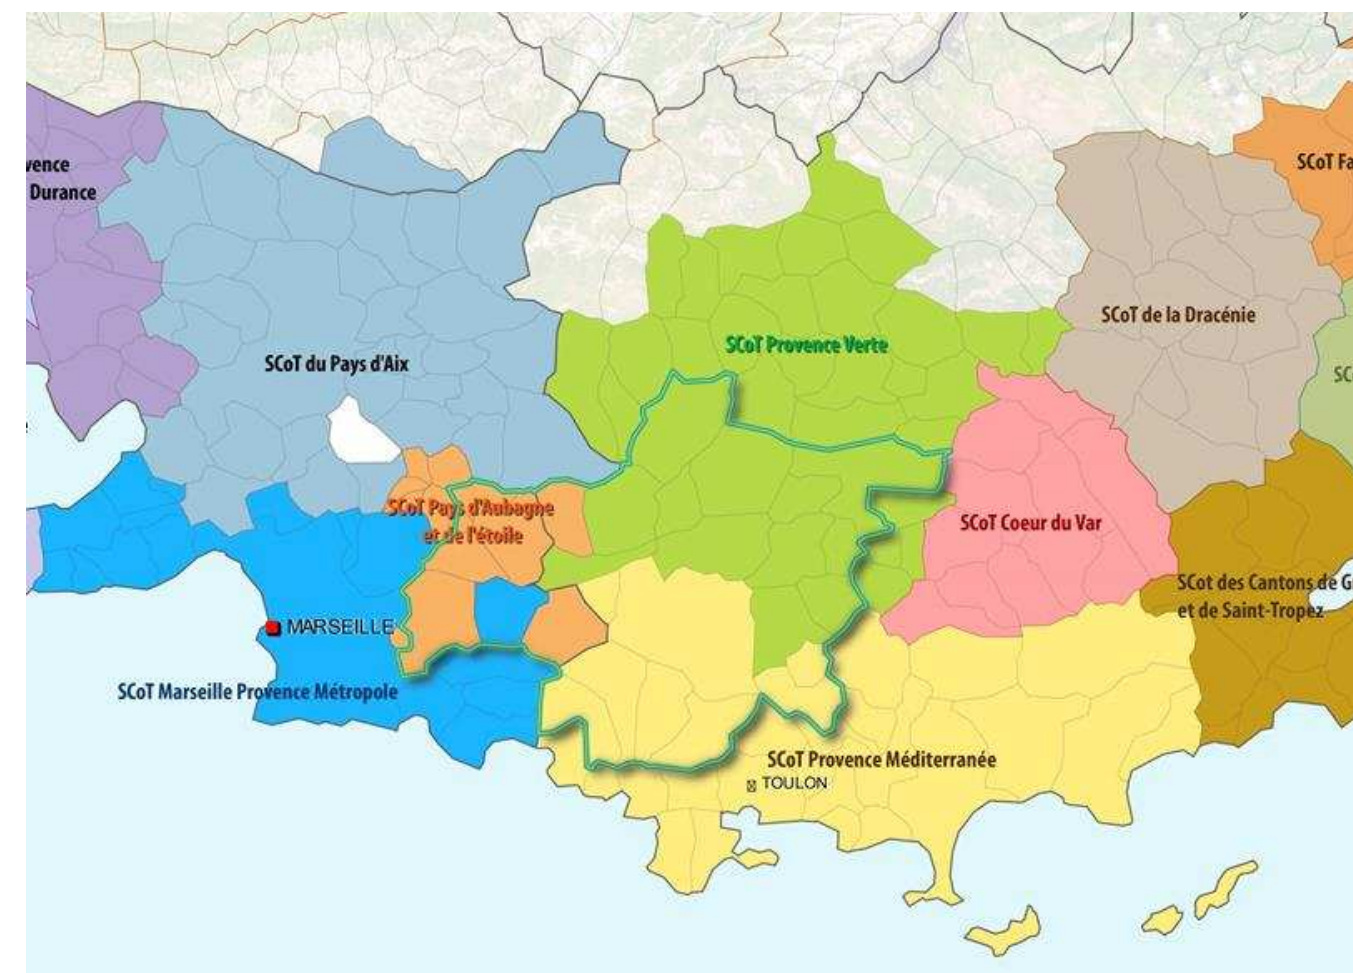 vence
Durance
SCoT Fa
SCoT de la Dracénie
SCoT Provence Verte
SCoT du Pays d'Aix
SC
SCoT Pays d'Aubagne
et de l'étoile
SCoT Coeur du Var
SCot des Cantons de G
et de Saint-Tropez
MARSEILLE
SCoT Marseille Provence Métropole
SCoT Provence Méditerranée
TOULON